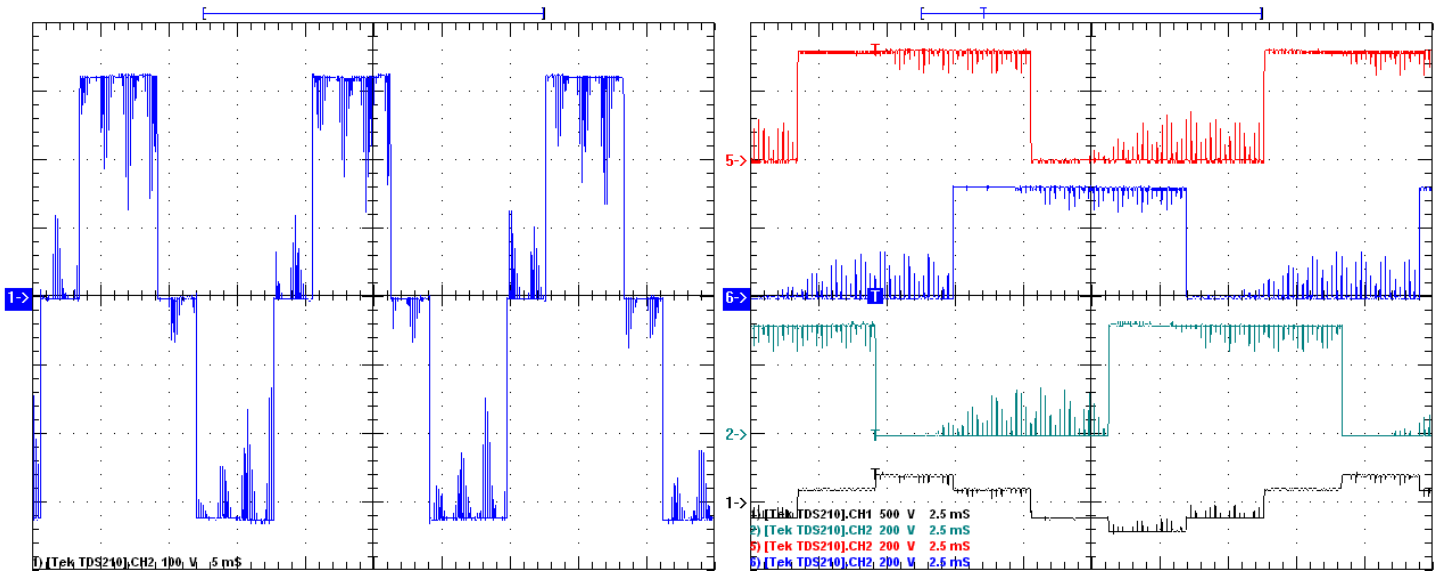 1->
1) [Tek TDS210].CH2 100 V 5 mS
T
T
5->
6->
T
2->
T
T
1->
1) [Tek TDS210].CH1 500 V 2.5 mS
2) [Tek TDS210].CH2 200 V 2.5 mS
5) [Tek TDS210].CH2 200 V 2.5 mS
6) [Tek TDS210].CH2 200 V 2.5 mS